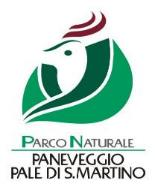 PARCO NATURALE
PANEVEGGIO
PALE DI S.MARTINO